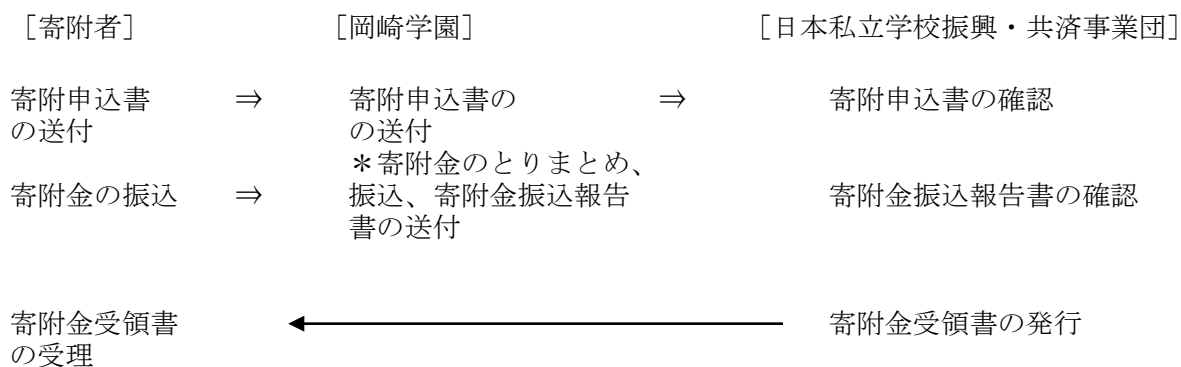 ［寄附者］　［岡崎学園］　［日本私立学校振興・共済事業団］
寄附申込書　⇒　寄附申込書の　⇒　寄附申込書の確認
の送付　の送付
＊寄附金のとりまとめ、
寄附金の振込　⇒　振込、寄附金振込報告　寄附金振込報告書の確認
書の送付
寄附金受領書　寄附金受領書の発行
の受理